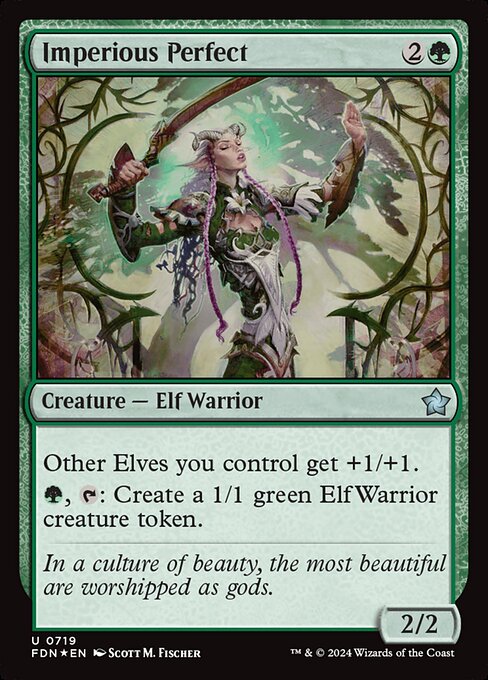 Imperious Perfect 2
Creature — Elf Warrior
Other Elves you control get +1/+1.
, : Create a 1/1 green Elf Warrior
creature token.
In a culture of beauty, the most beautiful
are worshipped as gods.
2/2
U 0719
FDN★EN Scott M. Fischer
™ & © 2024 Wizards of the Coast